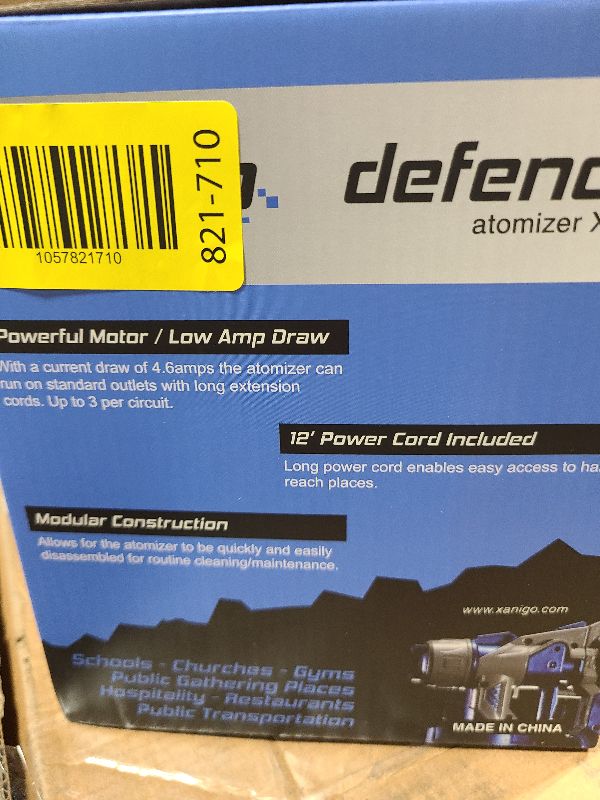 1057821710
821-710
defend
atomizer X
Powerful Motor / Low Amp Draw
With a current draw of 4.6amps the atomizer can
run on standard outlets with long extension
cords. Up to 3 per circuit.
12' Power Cord Included
Long power cord enables easy access to ha
reach places.
Modular Construction
Allows for the atomizer to be quickly and easily
disassembled for routine cleaning/maintenance.
www.xanigo.com
Schools - Churches - Gyms
Public Gathering Places
Hospitality - Restaurants
Public Transportation
MADE IN CHINA